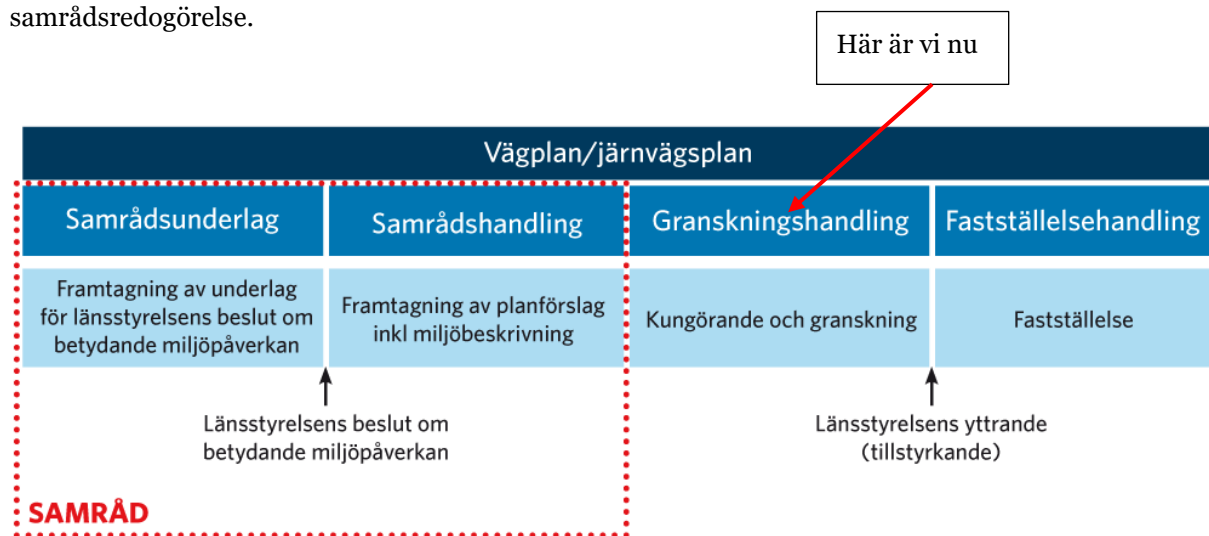 samrådsredogörelse.
Här är vi nu
Vägplan/järnvägsplan
Samrådsunderlag
Samrådshandling
Granskningshandling
Fastställelsehandling
Framtagning av underlag
för länsstyrelsens beslut om
betydande miljöpåverkan
Framtagning av planförslag
inkl miljöbeskrivning
Kungörande och granskning
Fastställelse
Länsstyrelsens beslut om
betydande miljöpåverkan
Länsstyrelsens yttrande
(tillstyrkande)
SAMRÅD